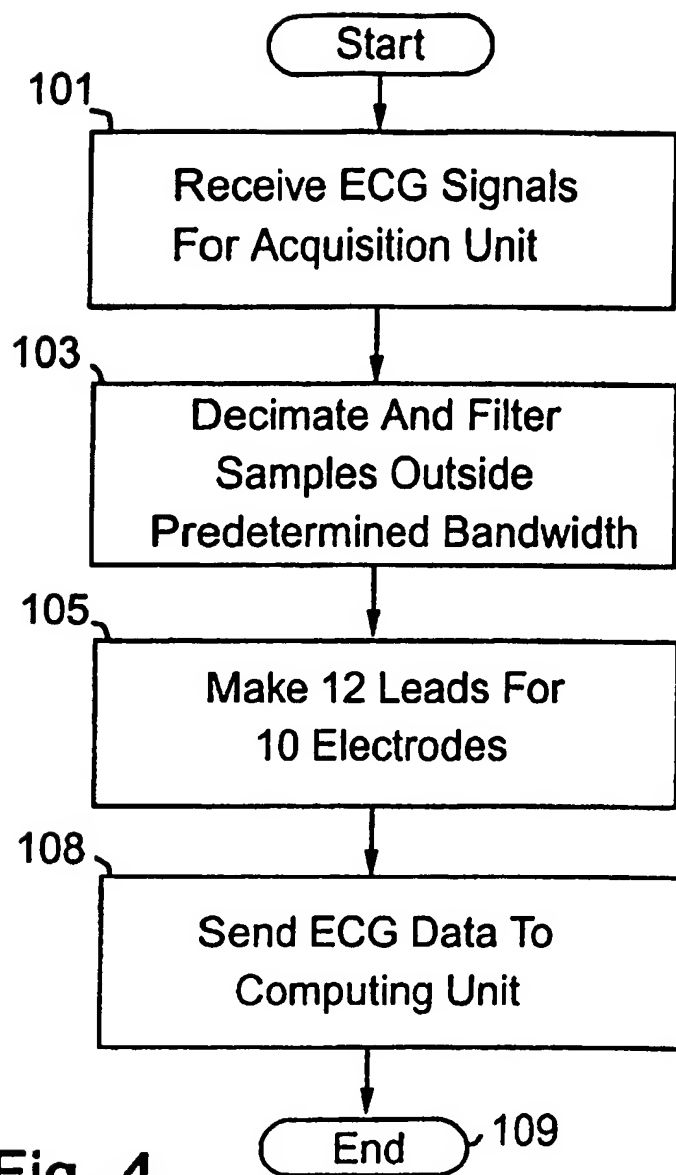 Start
101
Receive ECG Signals
For Acquisition Unit
103
Decimate And Filter
Samples Outside
Predetermined Bandwidth
105
Make 12 Leads For
10 Electrodes
108
Send ECG Data To
Computing Unit
End
109
Fig. 4